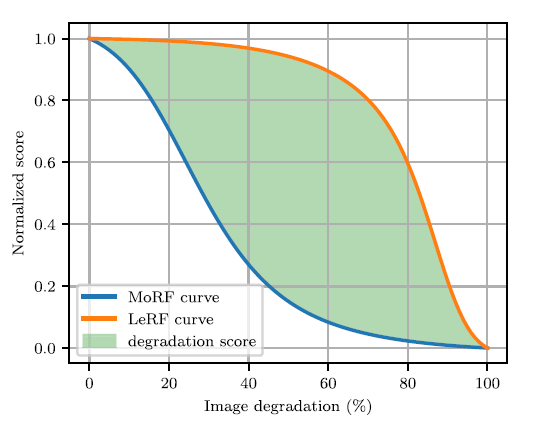 1.0
0.8
0.6
0.4
0.2
0.0
Normalized score
MoRF curve
LeRF curve
degradation score
0 20 40 60 80 100
Image degradation (%)